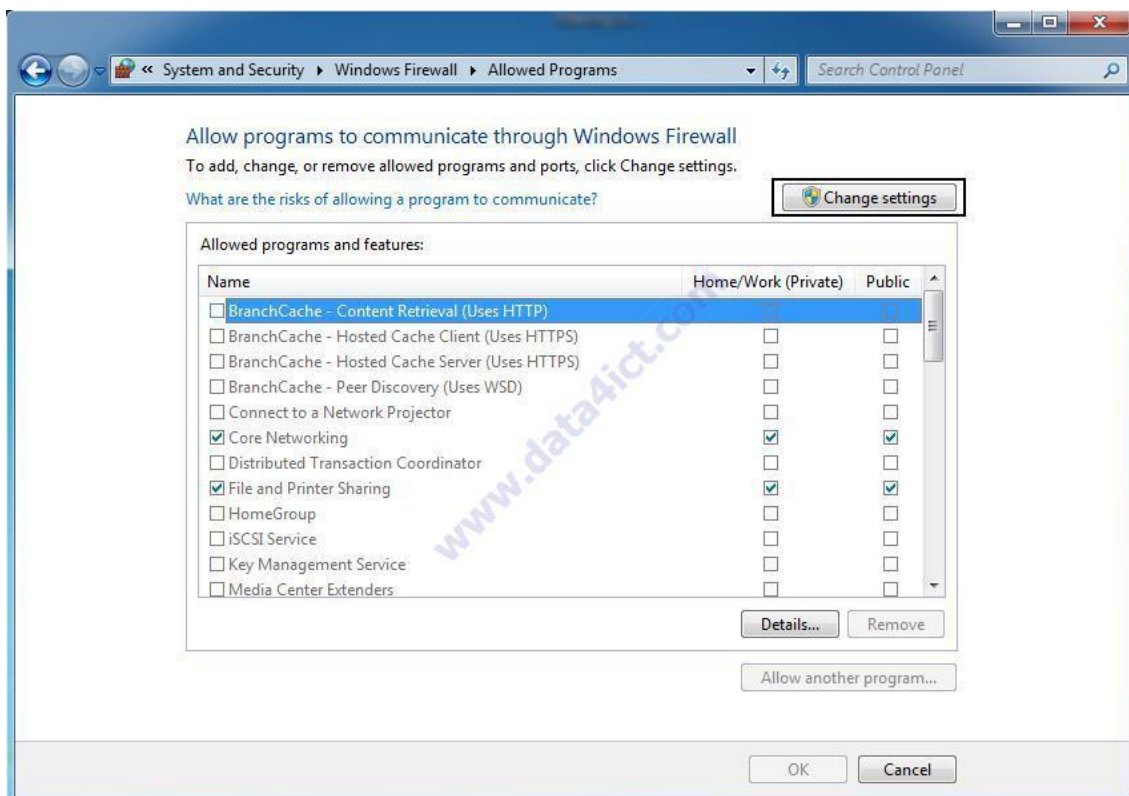 « System and Security ▸ Windows Firewall ▸ Allowed Programs
Search Control Panel
Allow programs to communicate through Windows Firewall
To add, change, or remove allowed programs and ports, click Change settings.
What are the risks of allowing a program to communicate?
Change settings
Allowed programs and features:
Name Home/Work (Private) Public
BranchCache - Content Retrieval (Uses HTTP)
BranchCache - Hosted Cache Client (Uses HTTPS)
BranchCache - Hosted Cache Server (Uses HTTPS)
BranchCache - Peer Discovery (Uses WSD)
Connect to a Network Projector
Core Networking
Distributed Transaction Coordinator
File and Printer Sharing
HomeGroup
iSCSI Service
Key Management Service
Media Center Extenders
www.data4ict.com
Details... Remove
Allow another program...
OK Cancel